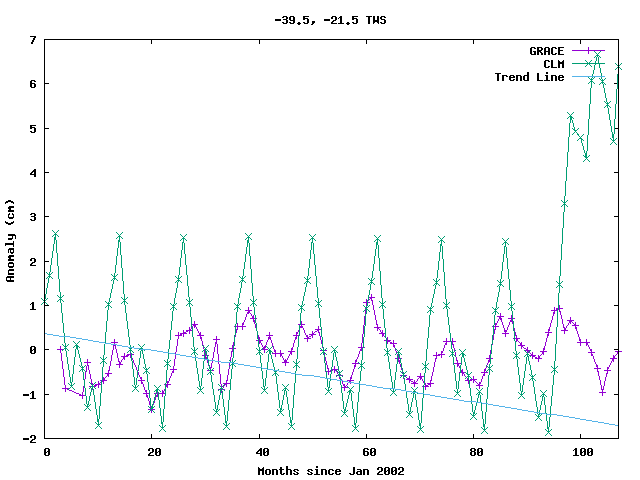 -39.5, -21.5 TWS
GRACE
CLM
Trend Line
7
6
5
4
3
2
1
0
-1
-2
Anomaly (cm)
0 20 40 60 80 100
Months since Jan 2002